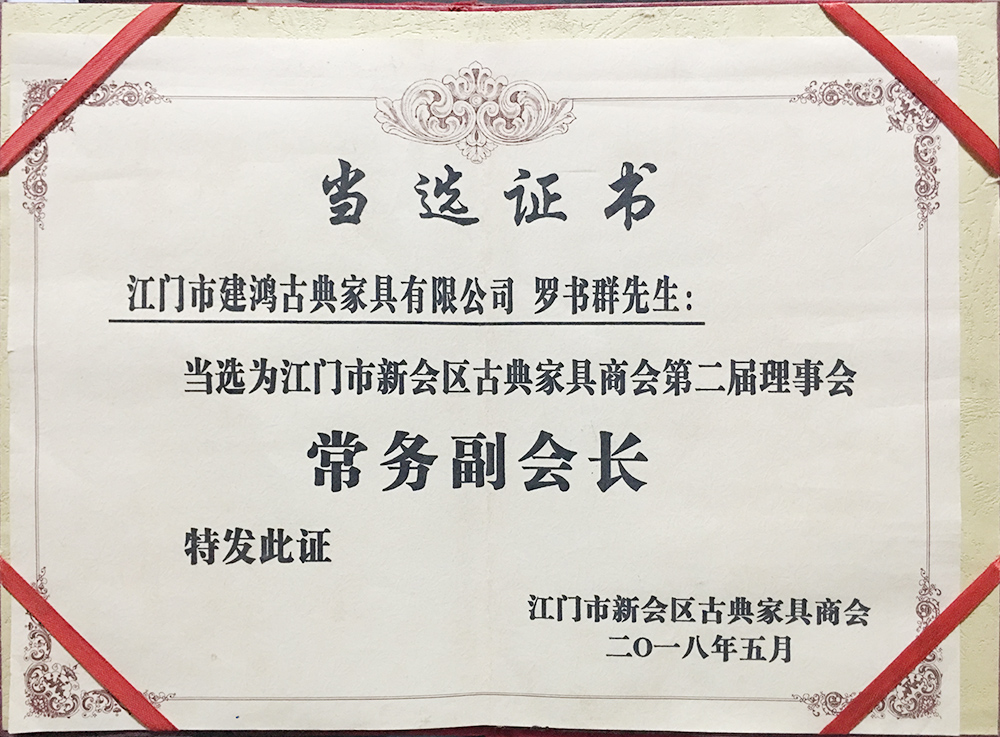 当选证书
江门市建鸿古典家具有限公司 罗书群先生：
当选为江门市新会区古典家具商会第二届理事会
常务副会长
特发此证
江门市新会区古典家具商会
二〇一八年五月